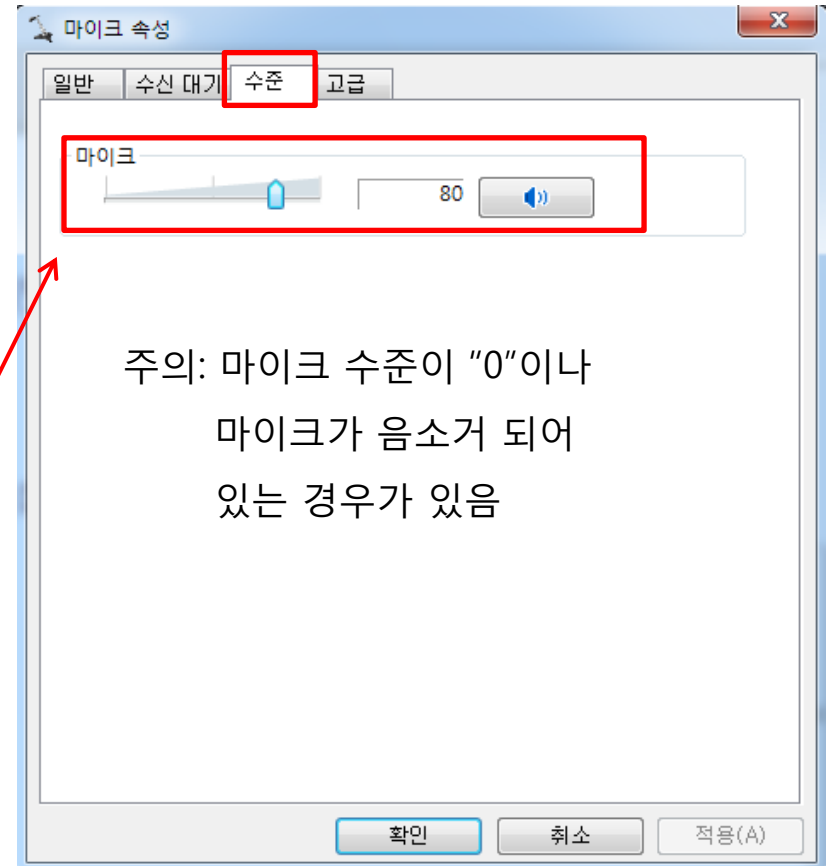 마이크 속성
일반 수신 대기 수준 고급
마이크
80
주의: 마이크 수준이 "0"이나
마이크가 음소거 되어
있는 경우가 있음
확인 취소 적용(A)